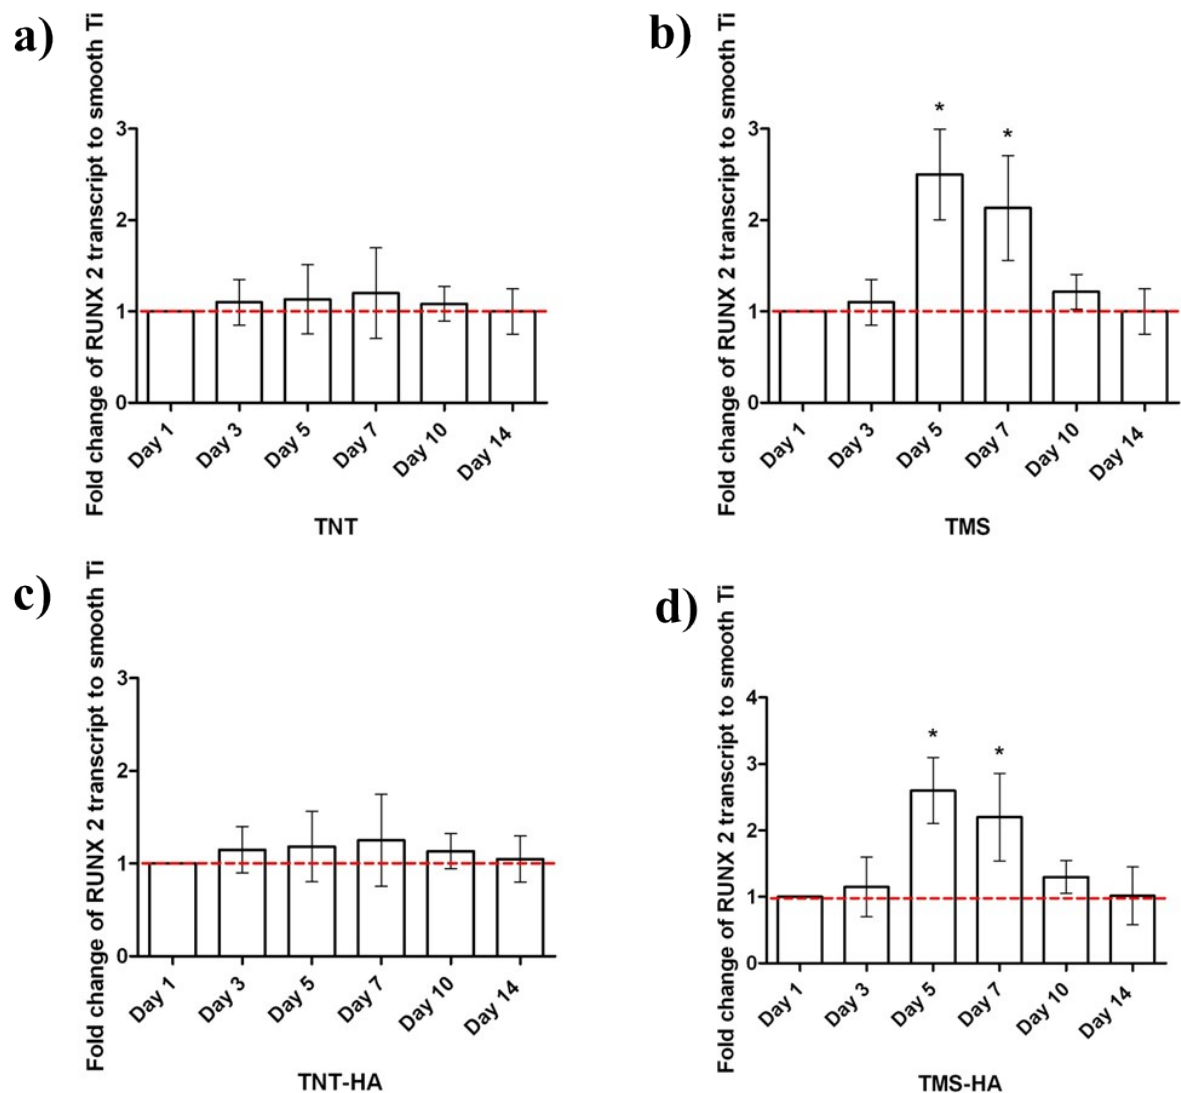 a)
Fold change of RUNX 2 transcript to smooth Ti
3
2
1
0
Day 1
Day 3
Day 5
Day 7
Day 10
Day 14
TNT
b)
Fold change of RUNX 2 transcript to smooth Ti
3
2
1
0
*
*
Day 1
Day 3
Day 5
Day 7
Day 10
Day 14
TMS
c)
Fold change of RUNX 2 transcript to smooth Ti
3
2
1
0
Day 1
Day 3
Day 5
Day 7
Day 10
Day 14
TNT-HA
d)
Fold change of RUNX 2 transcript to smooth Ti
4
3
2
1
0
*
*
Day 1
Day 3
Day 5
Day 7
Day 10
Day 14
TMS-HA